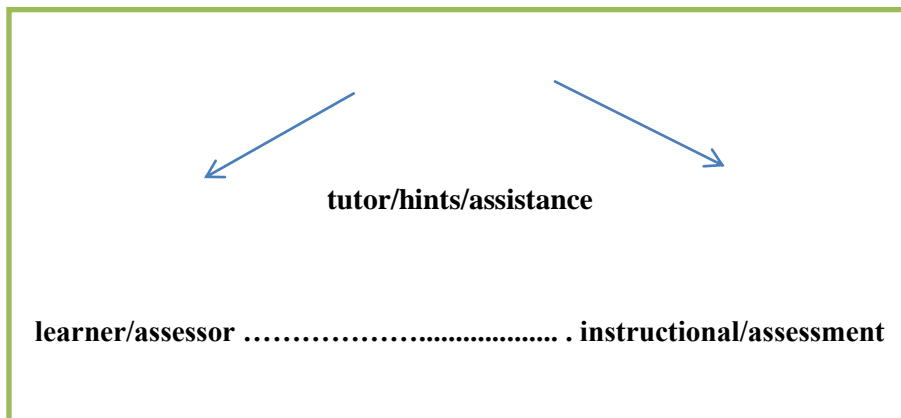 tutor/hints/assistance
learner/assessor ………………….................. . instructional/assessment